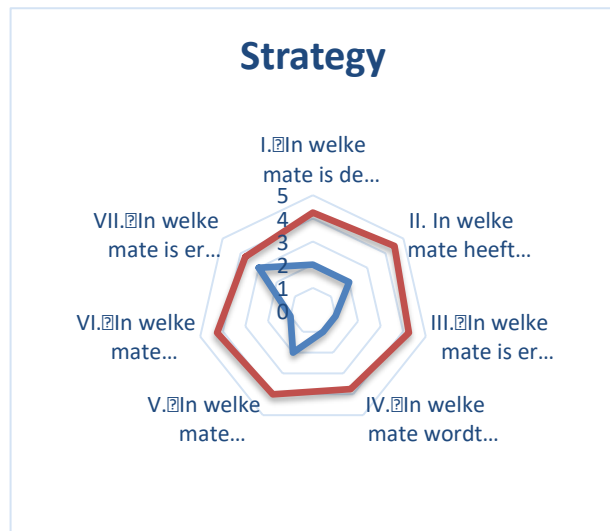 Strategy
I.⍰In welke
mate is de...
5
4
3
2
1
0
II. In welke
mate heeft...
III.⍰In welke
mate is er...
IV.⍰In welke
mate wordt...
V.⍰In welke
mate...
VI.⍰In welke
mate...
VII.⍰In welke
mate is er...